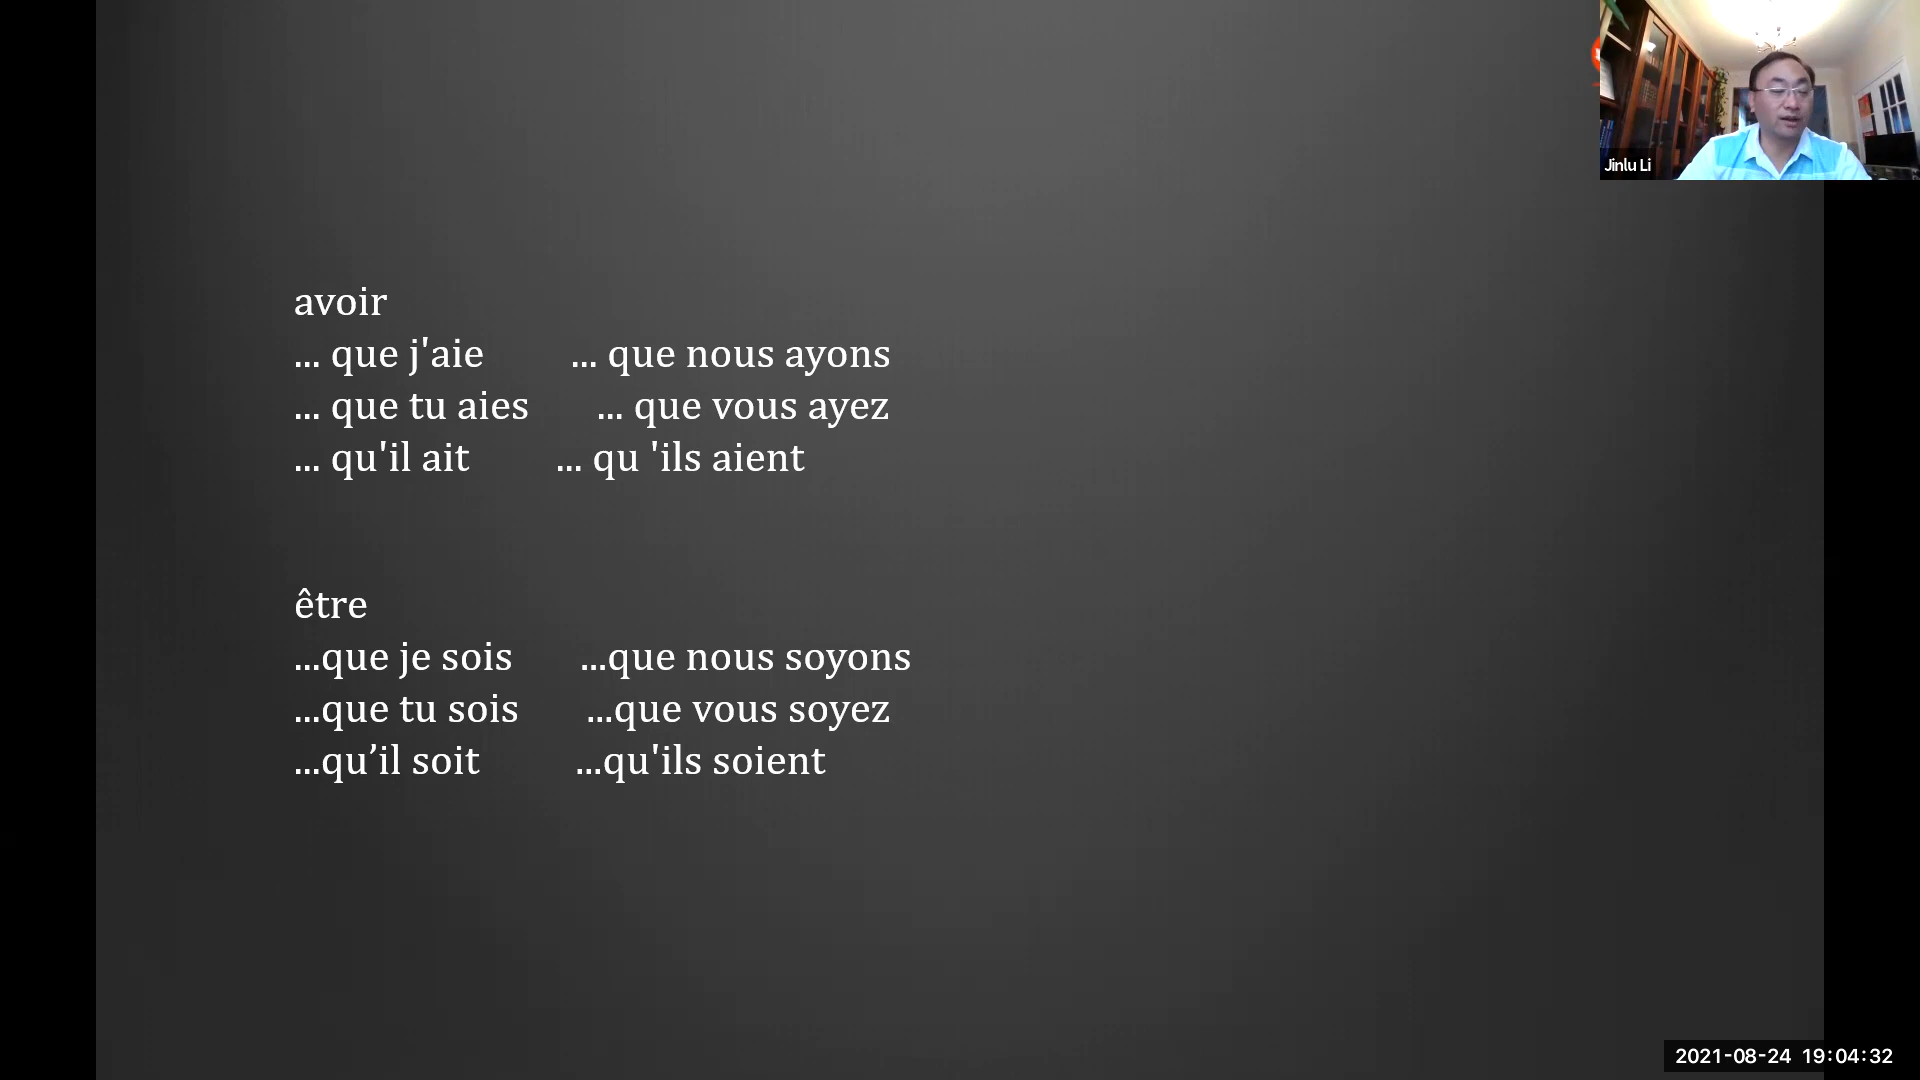 Jinlu Li
avoir
... que j'aie ... que nous ayons
... que tu aies ... que vous ayez
... qu'il ait ... qu 'ils aient
être
...que je sois ...que nous soyons
...que tu sois ...que vous soyez
...qu’il soit ...qu'ils soient
2021-08-24 19:04:32